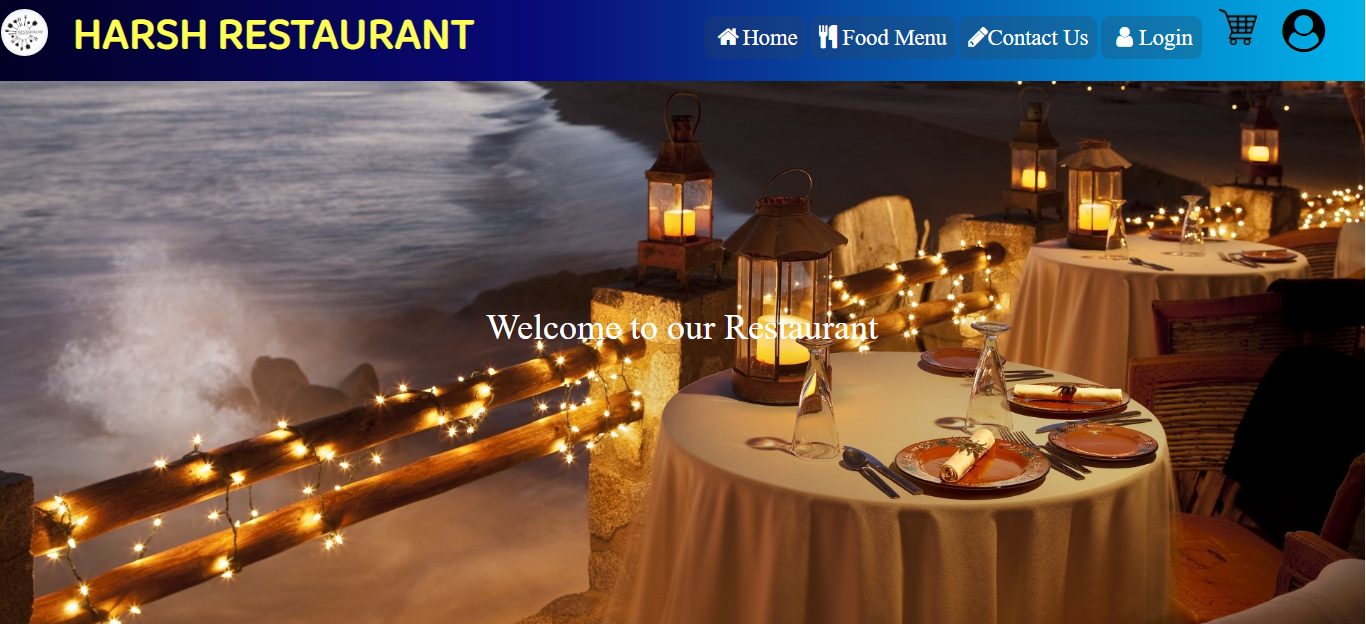 HARSH RESTAURANT
Home Food Menu Contact Us Login
Welcome to our Restaurant